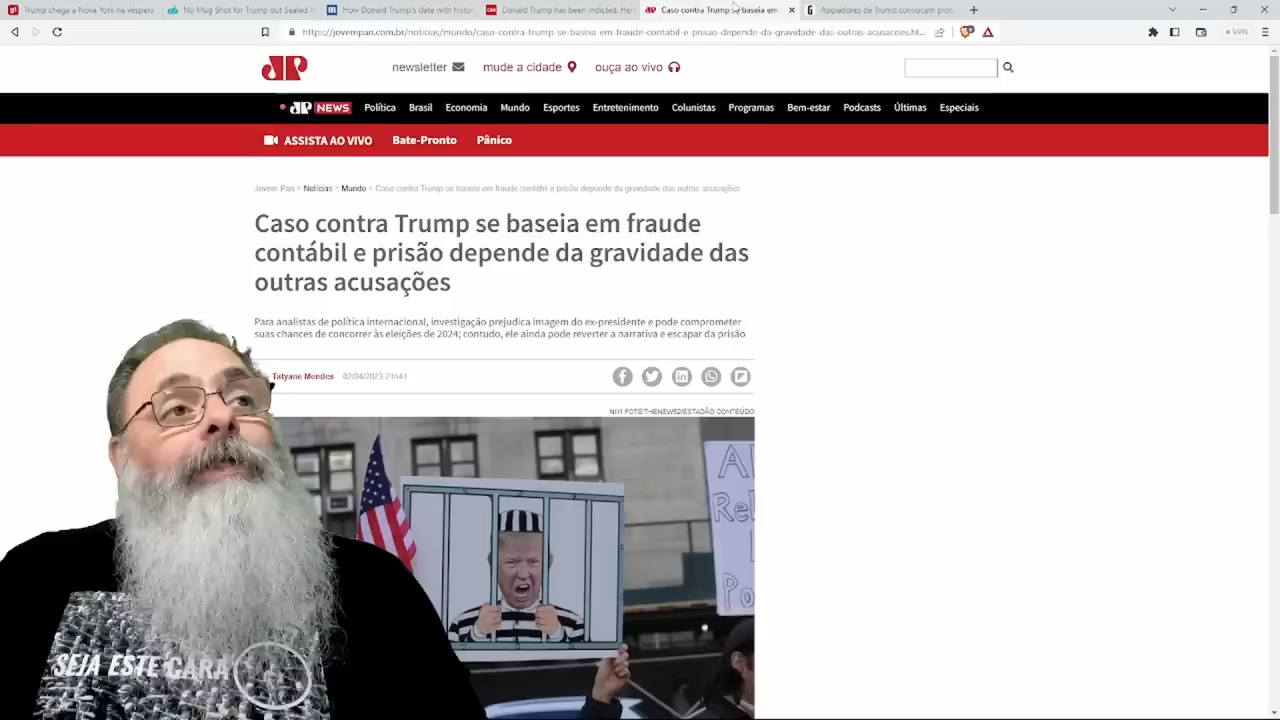 Trump chega a Nova York na véspera
No Mug Shot for Trump but Sealed I
How Donald Trump's date with histor
Donald Trump has been indicted. Her
Caso contra Trump se baseia em
Apoiadores de Trump convocam prot
https://jovempan.com.br/noticias/mundo/caso-contra-trump-se-baseia-em-fraude-contabil-e-prisao-depende-da-gravidade-das-outras-acusacoes.ht...
VPN
JP
newsletter
mude a cidade
ouça ao vivo
JP NEWS
Política
Brasil
Economia
Mundo
Esportes
Entretenimento
Colunistas
Programas
Bem-estar
Podcasts
Últimas
Especiais
ASSISTA AO VIVO
Bate-Pronto
Pânico
Jovem Pan > Notícias > Mundo > Caso contra Trump se baseia em fraude contábil e prisão depende da gravidade das outras acusações
Caso contra Trump se baseia em fraude
contábil e prisão depende da gravidade das
outras acusações
Para analistas de política internacional, investigação prejudica imagem do ex-presidente e pode comprometer
suas chances de concorrer às eleições de 2024; contudo, ele ainda pode reverter a narrativa e escapar da prisão
Tatyane Mendes 02/04/2023 21h41
NIYI FOTE/THENEWS2/ESTADÃO CONTEÚDO
SEJA ESTE CARA